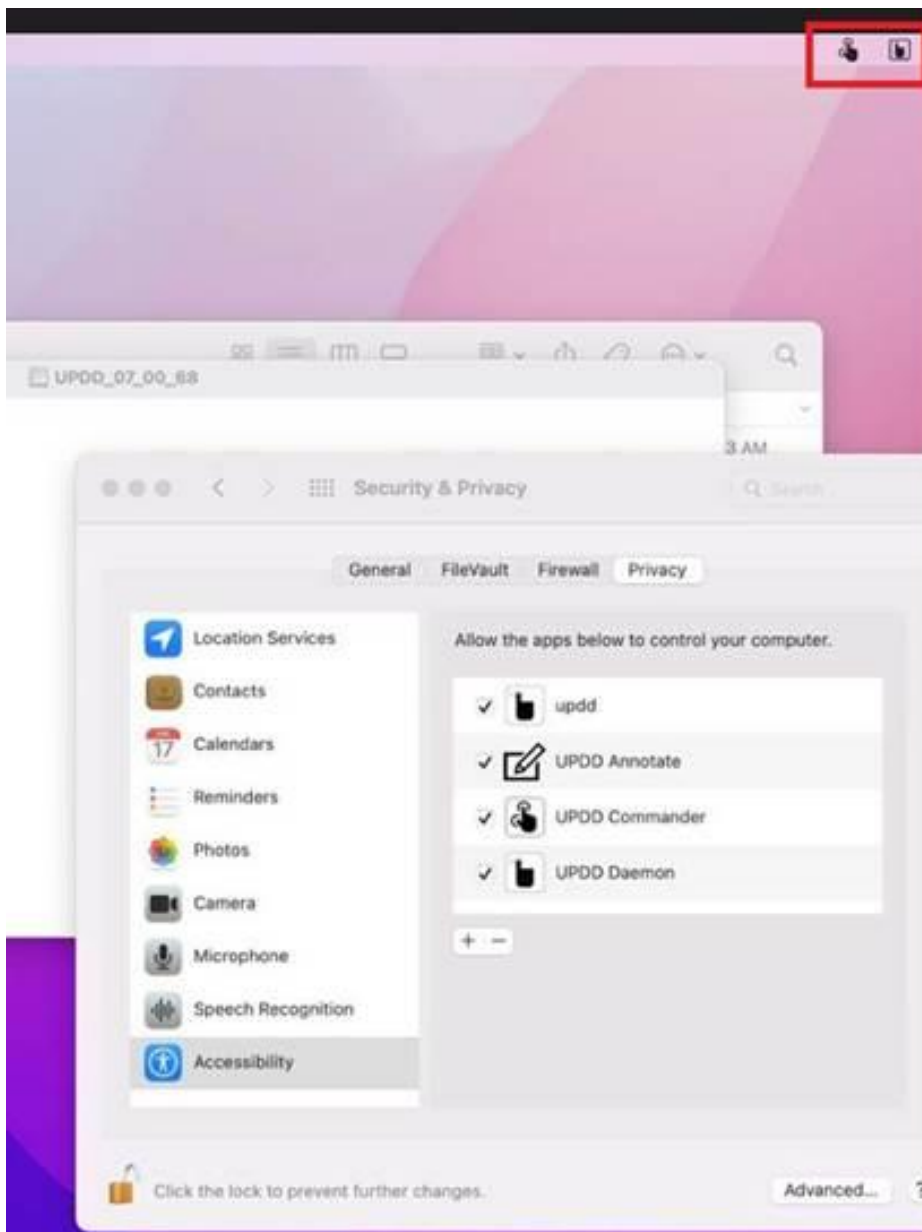 UPDD_07_00_68
3 AM
Security & Privacy
Search
General FileVault Firewall Privacy
Location Services
Contacts
17 Calendars
Reminders
Photos
Camera
Microphone
Speech Recognition
Accessibility
Allow the apps below to control your computer.
updd
UPDD Annotate
UPDD Commander
UPDD Daemon
+ −
Click the lock to prevent further changes.
Advanced... ?